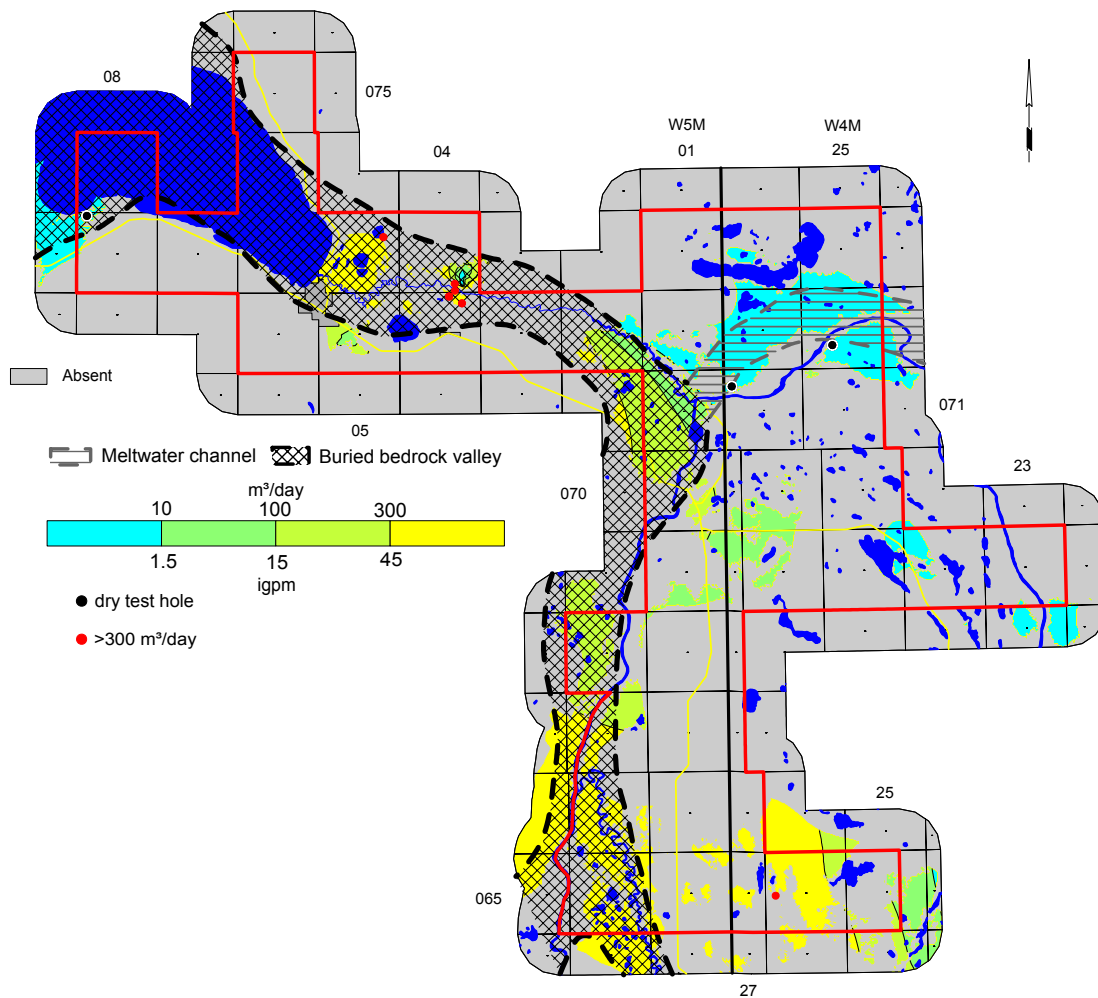 08
075
04
W5M
W4M
01
25
Absent
071
05
Meltwater channel
Buried bedrock valley
23
m³/day
070
10
100
300
1.5
15
45
igpm
dry test hole
>300 m³/day
25
065
27